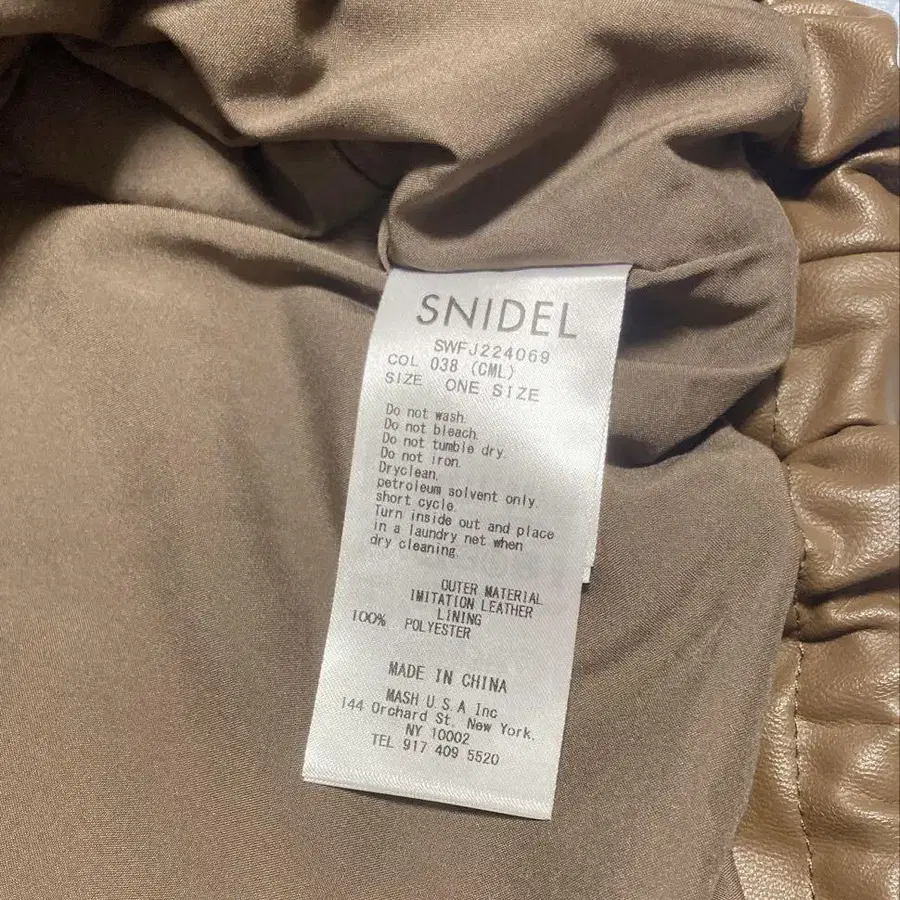 SNIDEL
SWFJ224069
COL 038 (CML)
SIZE ONE SIZE
Do not wash.
Do not bleach.
Do not tumble dry.
Do not iron.
Dryclean.
petroleum solvent only.
short cycle.
Turn inside out and place
in a laundry net when
dry cleaning.
OUTER MATERIAL
IMITATION LEATHER
LINING
100% POLYESTER
MADE IN CHINA
MASH U.S.A Inc
144 Orchard St. New York.
NY 10002
TEL 917 409 5520